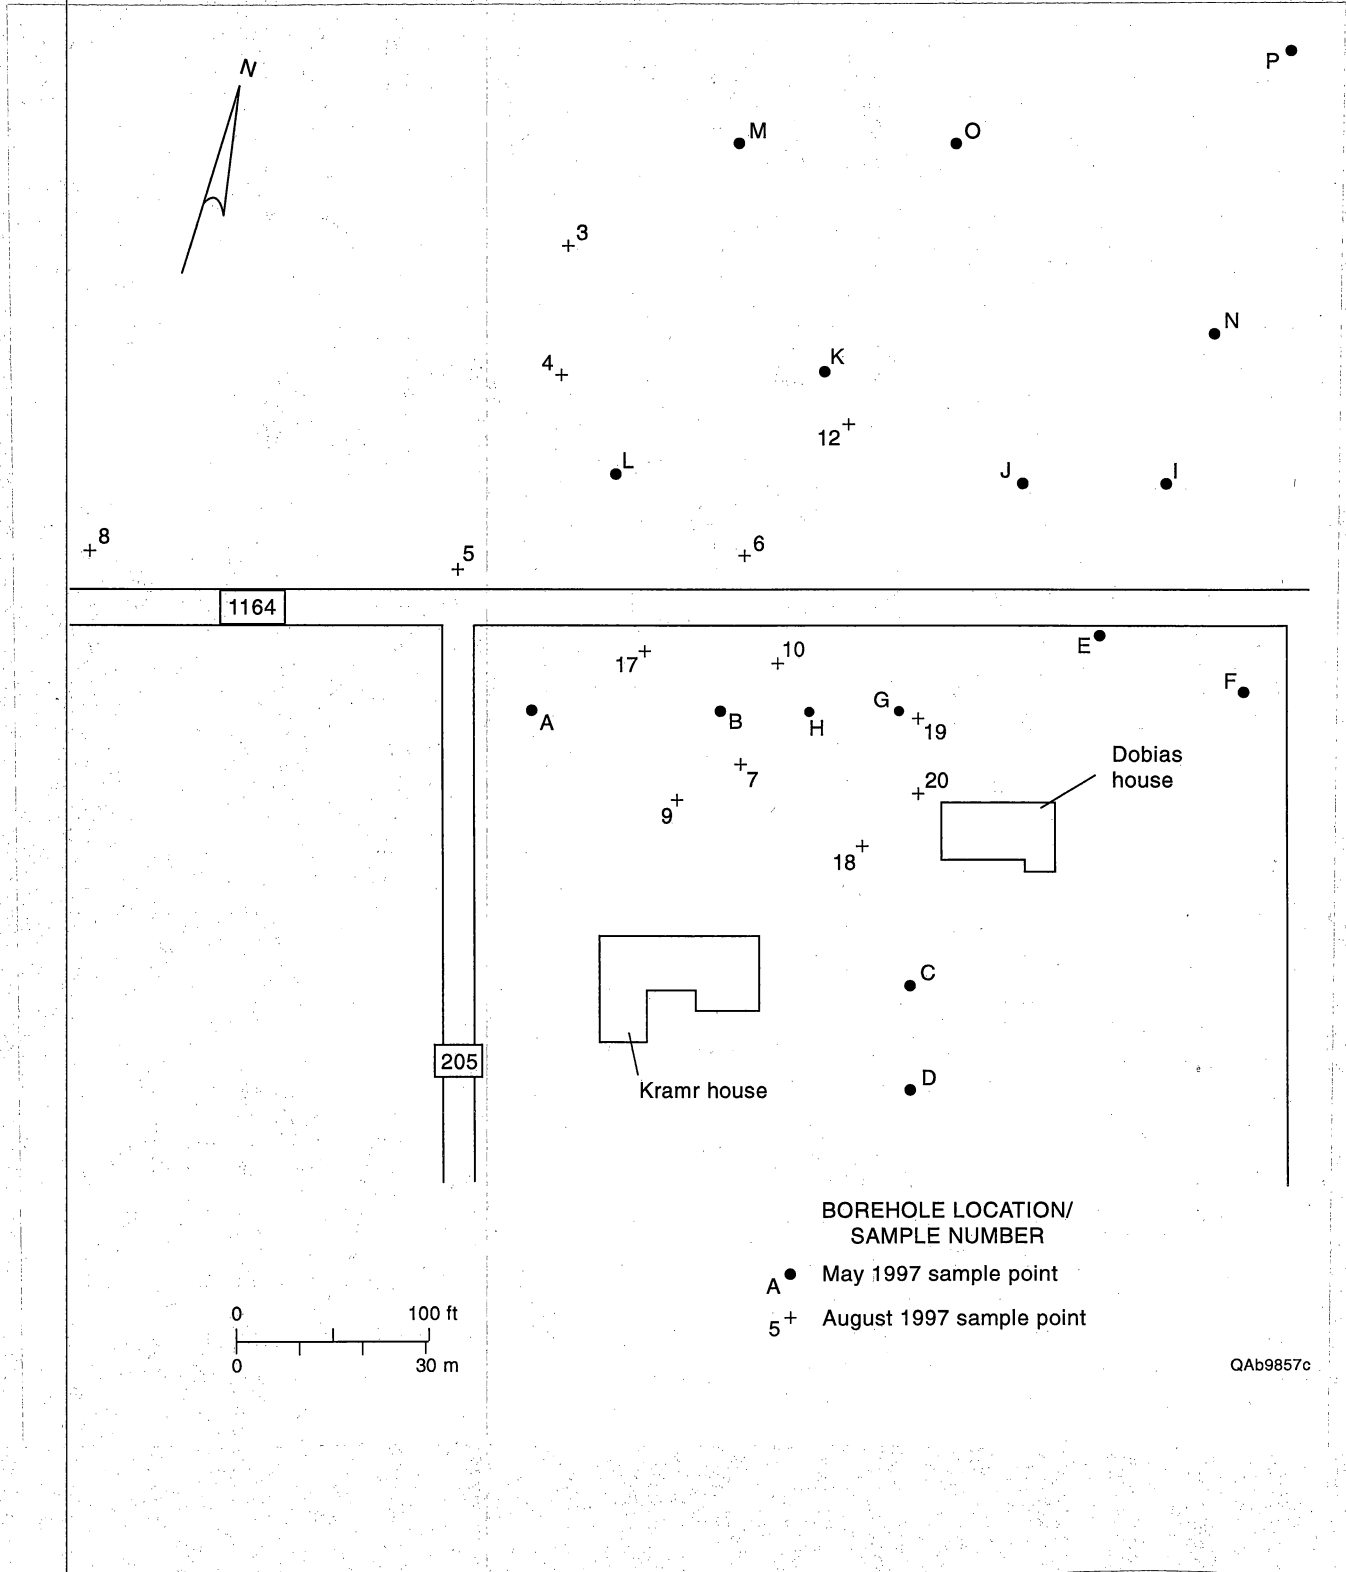 N
P
M
O
3
N
4
K
12
L
J
I
8
5
6
1164
17
10
E
F
A
B
H
G
19
7
Dobias
house
20
9
18
C
205
D
Kramr house
BOREHOLE LOCATION/
SAMPLE NUMBER
A May 1997 sample point
5 August 1997 sample point
0 100 ft
0 30 m
QAb9857c